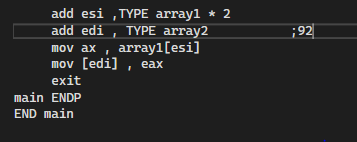 add esi ,TYPE array1 * 2
add edi , TYPE array2 ;92
mov ax , array1[esi]
mov [edi] , eax
exit
main ENDP
END main